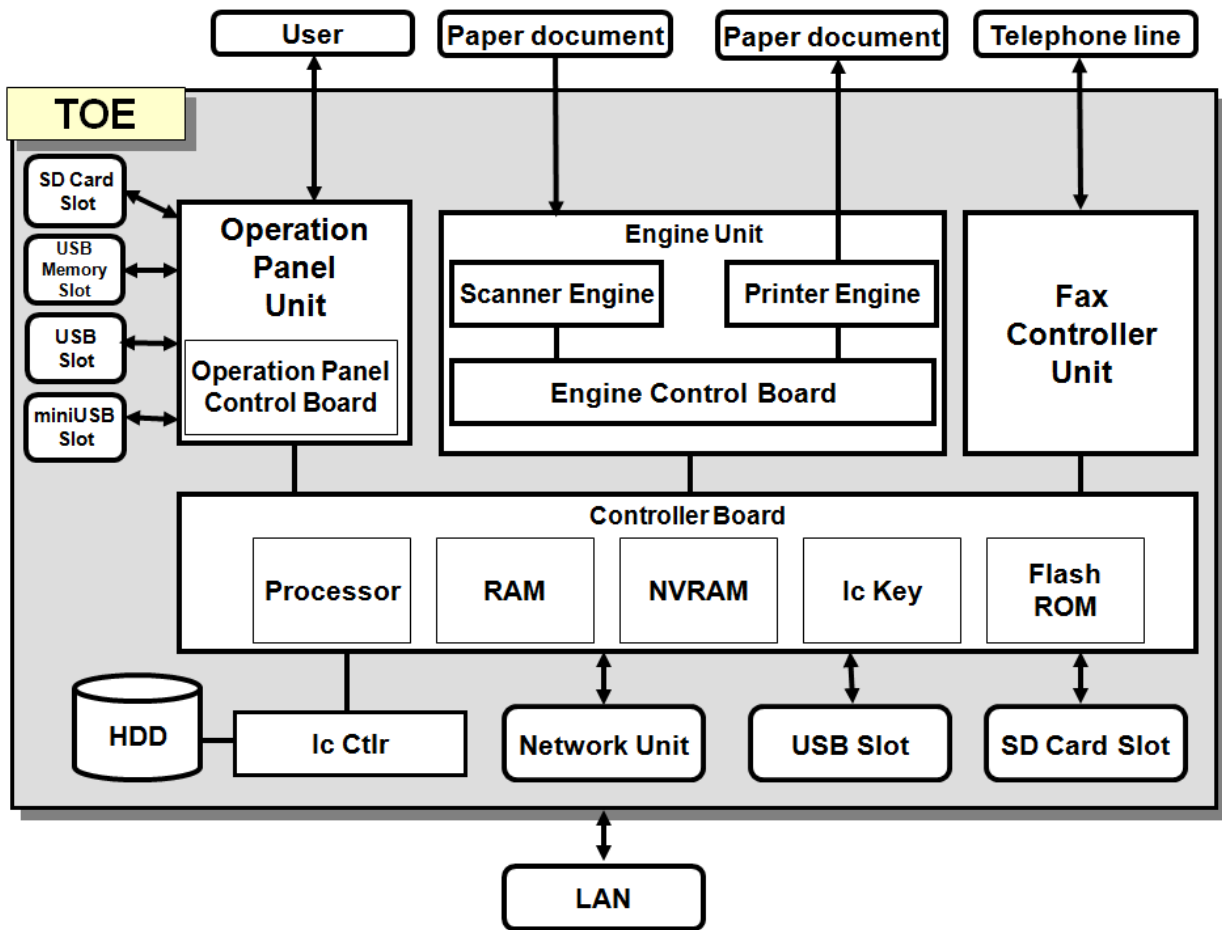 User
Paper document
Paper document
Telephone line
TOE
SD Card
Slot
USB
Memory
Slot
USB
Slot
miniUSB
Slot
Operation
Panel
Unit
Operation Panel
Control Board
Engine Unit
Scanner Engine
Printer Engine
Engine Control Board
Fax
Controller
Unit
Controller Board
Processor
RAM
NVRAM
Ic Key
Flash
ROM
HDD
Ic Ctlr
Network Unit
USB Slot
SD Card Slot
LAN